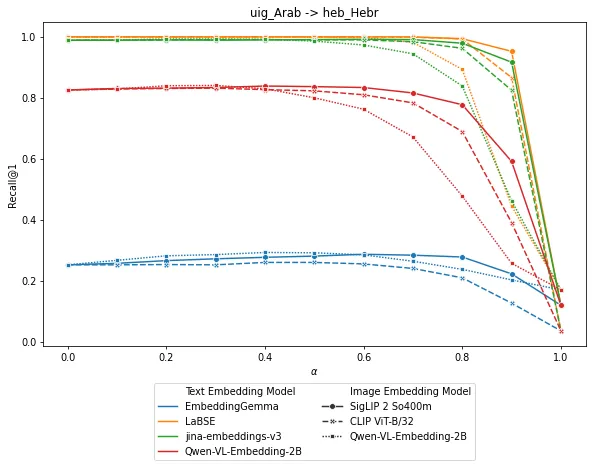 uig_Arab -> heb_Hebr
Recall@1
1.0
0.8
0.6
0.4
0.2
0.0
0.0 0.2 0.4 0.6 0.8 1.0
α
Text Embedding Model
EmbeddingGemma
LaBSE
jina-embeddings-v3
Qwen-VL-Embedding-2B
Image Embedding Model
SigLIP 2 So400m
CLIP ViT-B/32
Qwen-VL-Embedding-2B